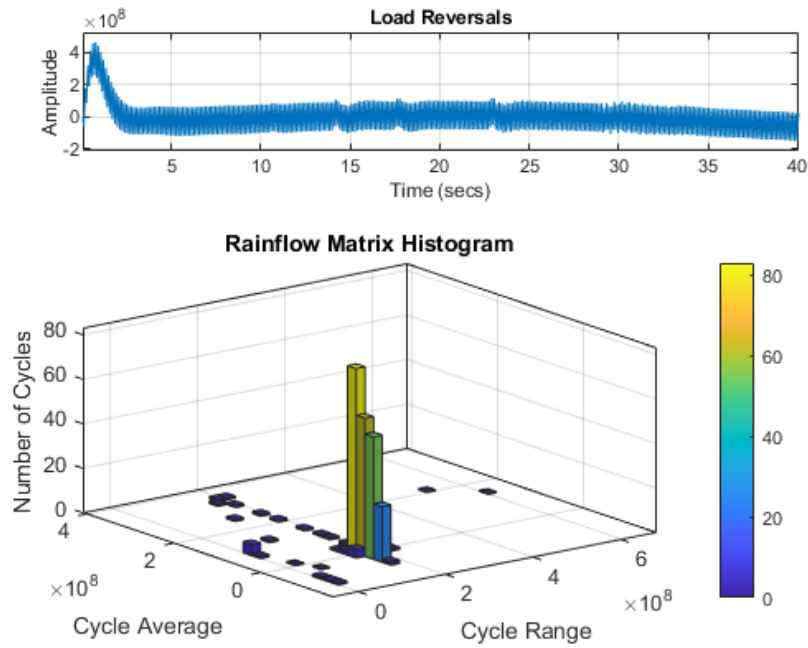 Load Reversals
×10^8
4
2
0
-2
Amplitude
5 10 15 20 25 30 35 40
Time (secs)
Rainflow Matrix Histogram
80
60
40
20
0
Number of Cycles
4 2 0
×10^8
Cycle Average
0 2 4 6
×10^8
Cycle Range
80
60
40
20
0